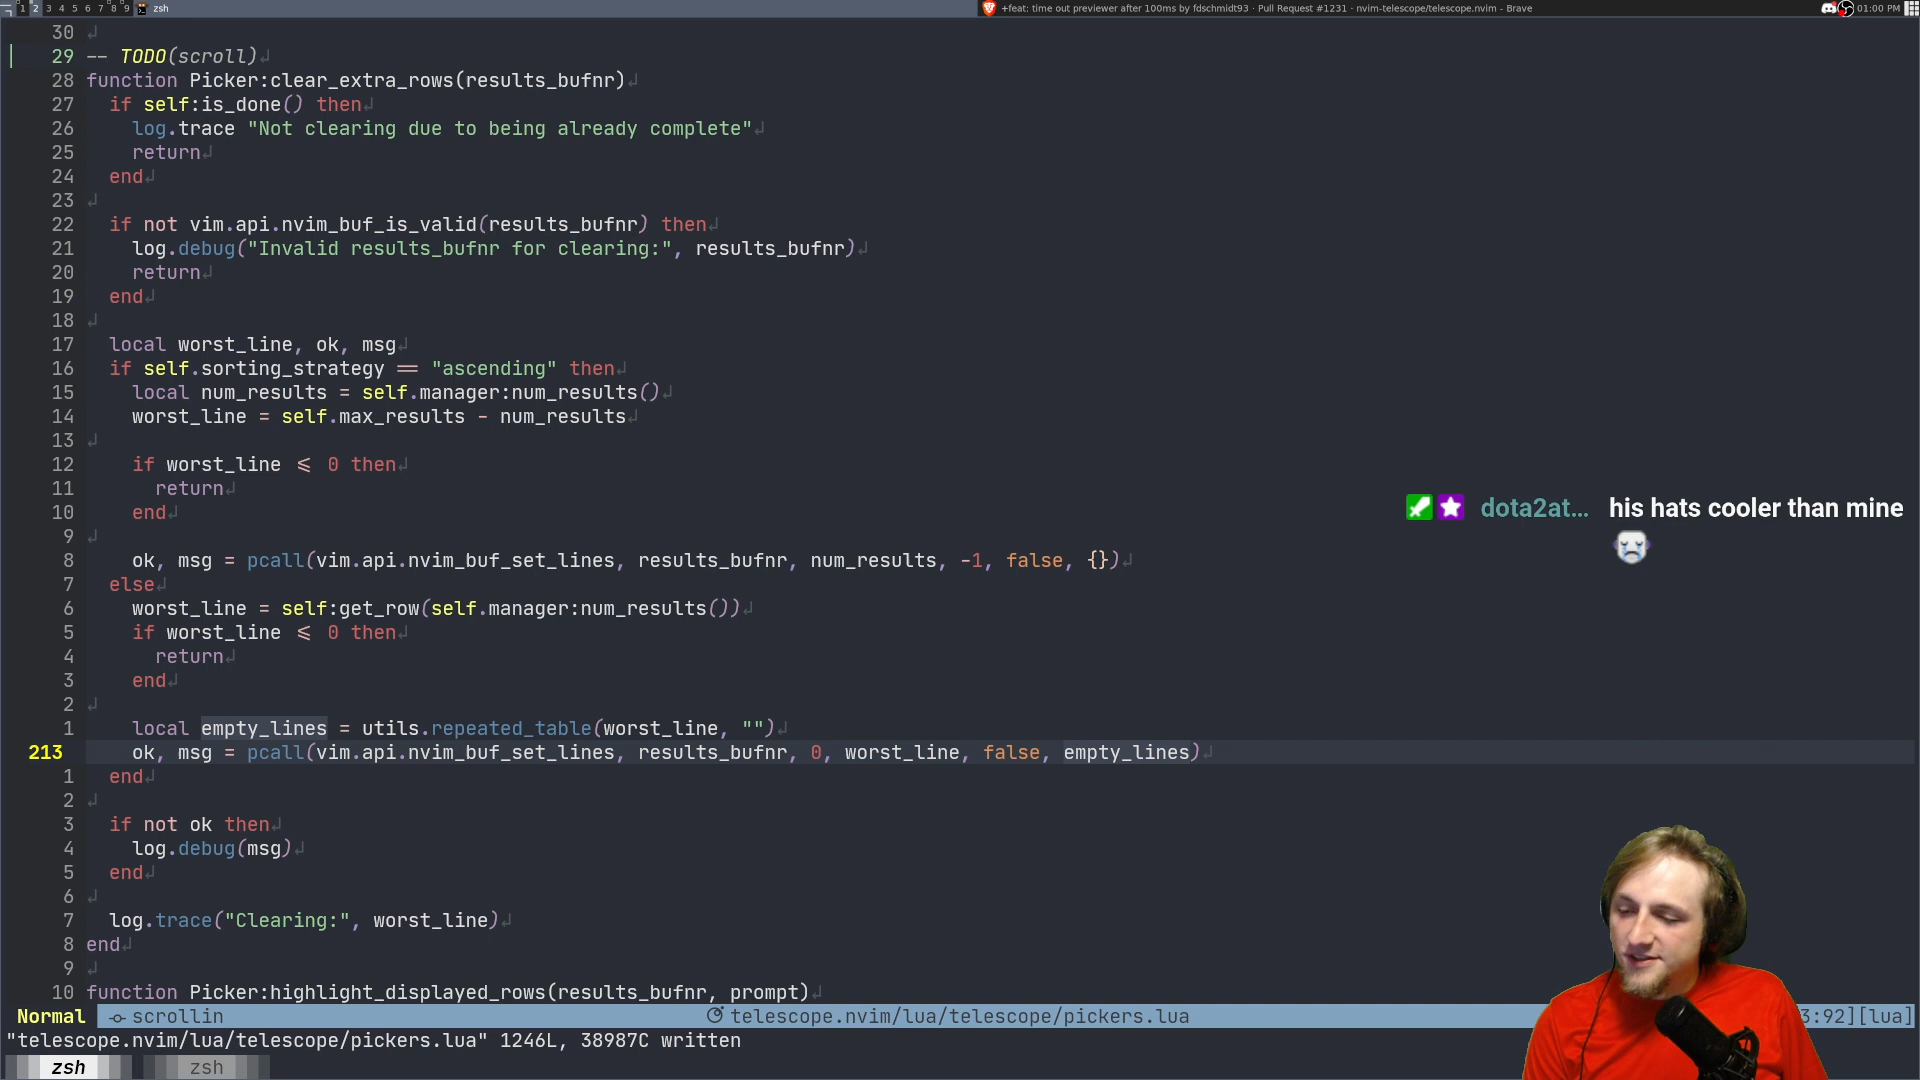 1 2 3 4 5 6 7 8 9 zsh +feat: time out previewer after 100ms by fdschmidt93 · Pull Request #1231 · nvim-telescope/telescope.nvim - Brave 01:00 PM
30
29 -- TODO(scroll)
28 function Picker:clear_extra_rows(results_bufnr)
27 if self:is_done() then
26 log.trace "Not clearing due to being already complete"
25 return
24 end
23
22 if not vim.api.nvim_buf_is_valid(results_bufnr) then
21 log.debug("Invalid results_bufnr for clearing:", results_bufnr)
20 return
19 end
18
17 local worst_line, ok, msg
16 if self.sorting_strategy == "ascending" then
15 local num_results = self.manager:num_results()
14 worst_line = self.max_results - num_results
13
12 if worst_line <= 0 then
11 return
10 end
9
8 ok, msg = pcall(vim.api.nvim_buf_set_lines, results_bufnr, num_results, -1, false, {})
7 else
6 worst_line = self:get_row(self.manager:num_results())
5 if worst_line <= 0 then
4 return
3 end
2
1 local empty_lines = utils.repeated_table(worst_line, "")
213 ok, msg = pcall(vim.api.nvim_buf_set_lines, results_bufnr, 0, worst_line, false, empty_lines)
1 end
2
3 if not ok then
4 log.debug(msg)
5 end
6
7 log.trace("Clearing:", worst_line)
8 end
9
10 function Picker:highlight_displayed_rows(results_bufnr, prompt)
dota2at... his hats cooler than mine
Normal scrollin telescope.nvim/lua/telescope/pickers.lua 3:92][lua]
"telescope.nvim/lua/telescope/pickers.lua" 1246L, 38987C written
zsh zsh